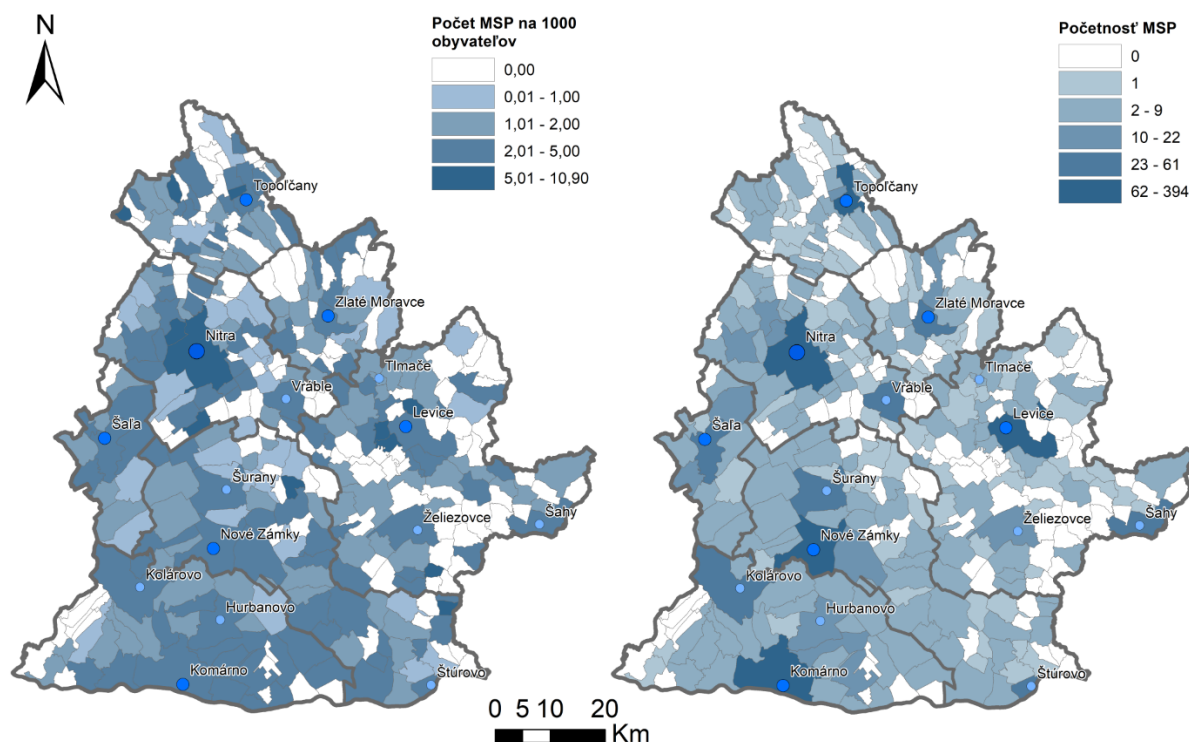 N
Počet MSP na 1000
obyvateľov
0,00
0,01 - 1,00
1,01 - 2,00
2,01 - 5,00
5,01 - 10,90
Topoľčany
Zlaté Moravce
Nitra
Tlmače
Vráble
Levice
Šaľa
Šurany
Želiezovce
Šahy
Nové Zámky
Kolárovo
Hurbanovo
Komárno
Štúrovo
Početnosť MSP
0
1
2 - 9
10 - 22
23 - 61
62 - 394
Topoľčany
Zlaté Moravce
Nitra
Tlmače
Vráble
Levice
Šaľa
Šurany
Želiezovce
Šahy
Nové Zámky
Kolárovo
Hurbanovo
Komárno
Štúrovo
0 5 10 20
Km